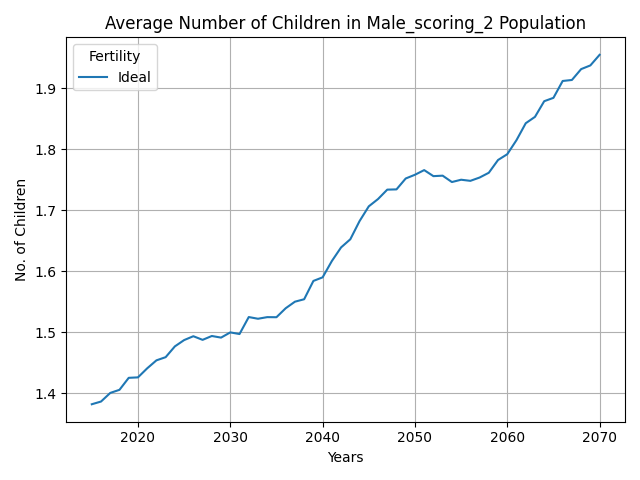 Average Number of Children in Male_scoring_2 Population
Fertility
Ideal
No. of Children
1.9
1.8
1.7
1.6
1.5
1.4
2020 2030 2040 2050 2060 2070
Years